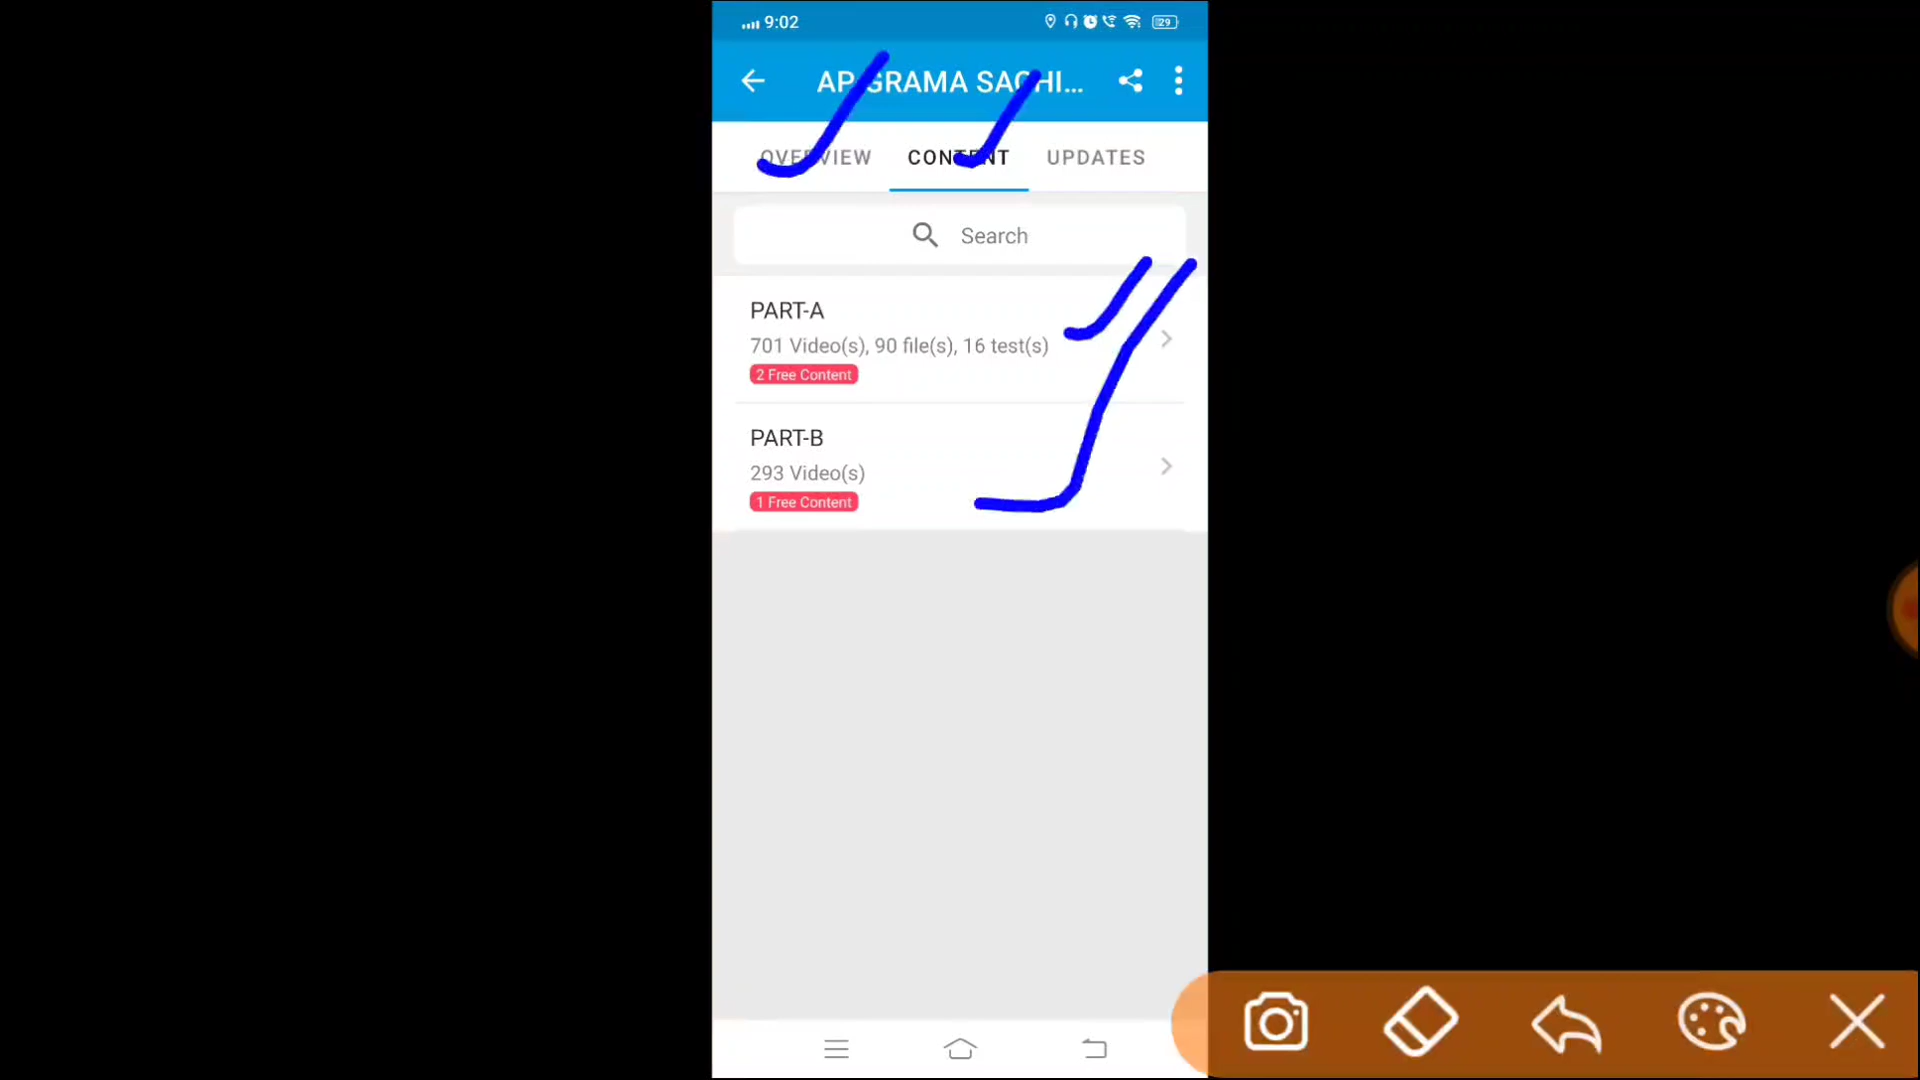 9:02
29
AP-GRAMA SACHI...
OVERVIEW CONTENT UPDATES
Search
PART-A
701 Video(s), 90 file(s), 16 test(s)
2 Free Content
PART-B
293 Video(s)
1 Free Content